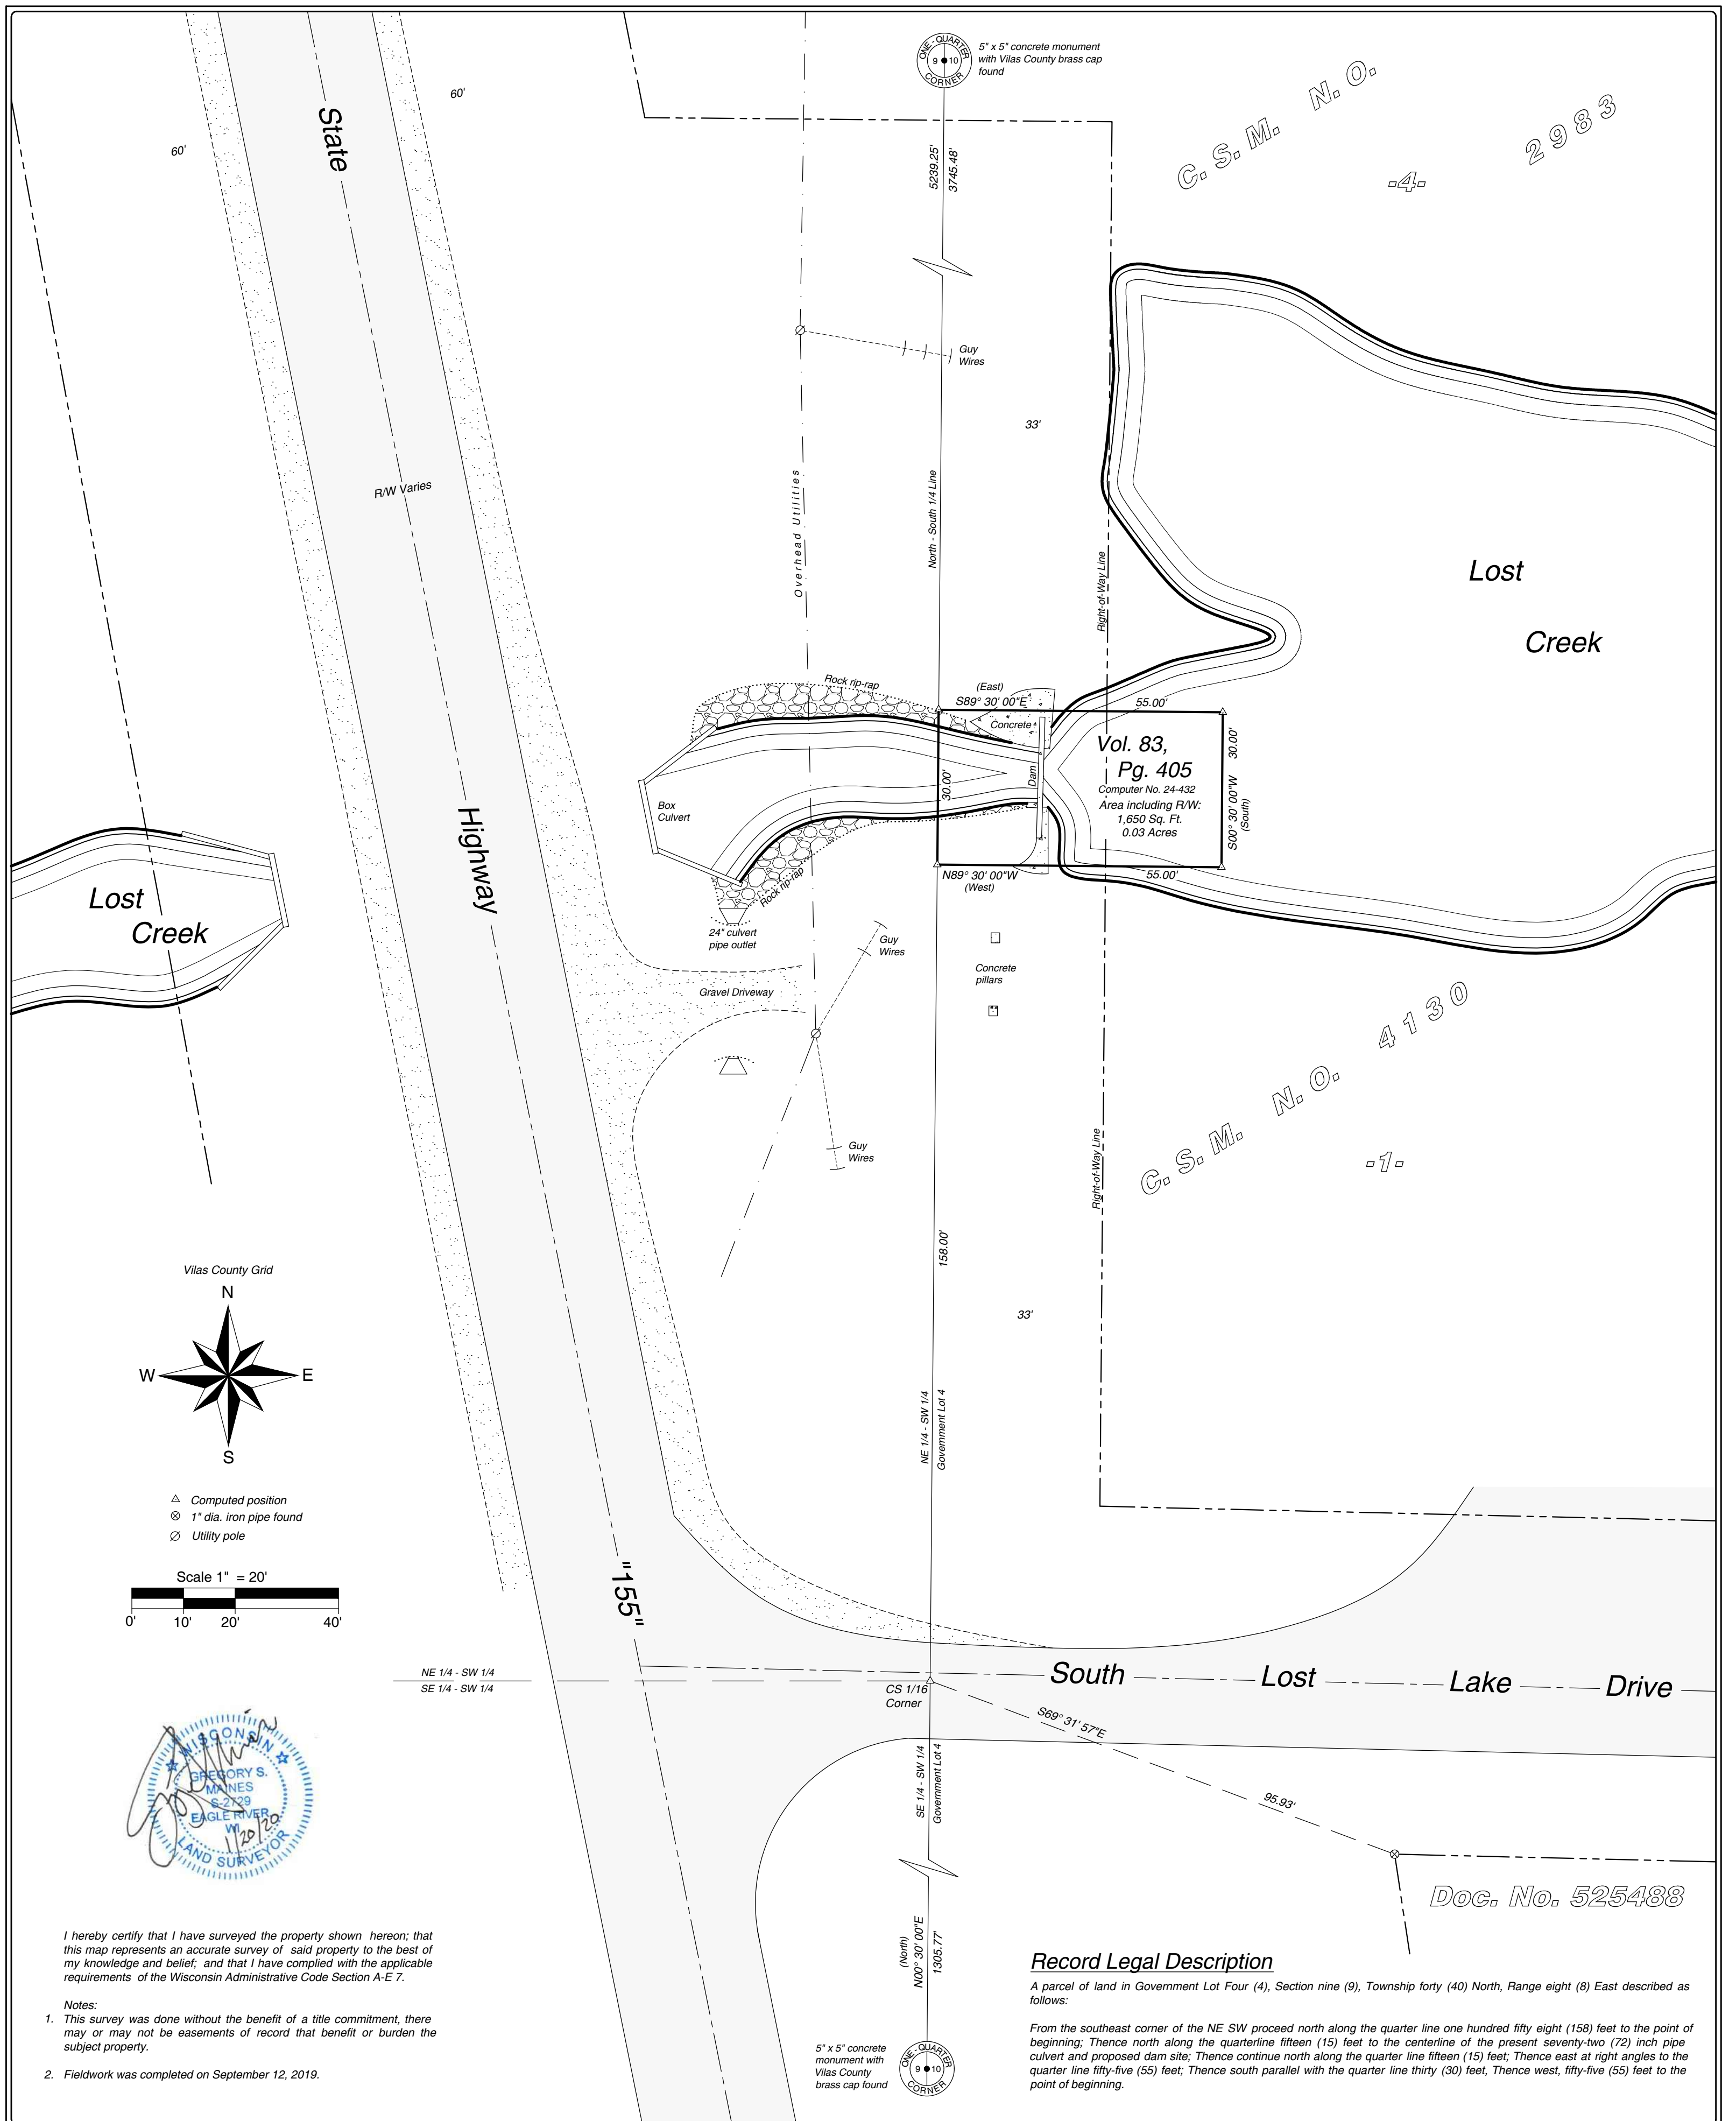 ONE-QUARTER
9 10
CORNER
5" x 5" concrete monument
with Vilas County brass cap
found
C. S. M. N. O. 2983
-4-
60'
60'
State
5239.25'
3745.48'
Guy
Wires
33'
R/W Varies
Overhead Utilities
North - South 1/4 Line
Right-of-Way Line
Lost
Creek
Rock rip-rap
(East)
S89° 30' 00"E
55.00'
Concrete
Vol. 83,
Pg. 405
Computer No. 24-432
Area including R/W:
1,650 Sq. Ft.
0.03 Acres
30.00'
Dam
30.00'
S00° 30' 00"W
(South)
Box
Culvert
Highway
N89° 30' 00"W
(West)
55.00'
Rock rip-rap
Lost
Creek
24" culvert
pipe outlet
Guy
Wires
Concrete
pillars
Gravel Driveway
C. S. M. N. O. 4130
-1-
Guy
Wires
Right-of-Way Line
158.00'
33'
Vilas County Grid
N
W
E
S
NE 1/4 - SW 1/4
Government Lot 4
Computed position
1" dia. iron pipe found
Utility pole
Scale 1" = 20'
0' 10' 20' 40'
"155"
NE 1/4 - SW 1/4
SE 1/4 - SW 1/4
CS 1/16
Corner
South Lost Lake Drive
S69° 31' 57"E
95.93'
SE 1/4 - SW 1/4
Government Lot 4
WISCONSIN
GREGORY S.
MAINES
S-2729
EAGLE RIVER
WI
1/20/20
LAND SURVEYOR
Doc. No. 525488
(North)
N00° 30' 00"E
1305.77'
I hereby certify that I have surveyed the property shown hereon; that
this map represents an accurate survey of said property to the best of
my knowledge and belief; and that I have complied with the applicable
requirements of the Wisconsin Administrative Code Section A-E 7.
Notes:
1. This survey was done without the benefit of a title commitment, there
may or may not be easements of record that benefit or burden the
subject property.
2. Fieldwork was completed on September 12, 2019.
5" x 5" concrete
monument with
Vilas County
brass cap found
ONE-QUARTER
9 10
CORNER
Record Legal Description
A parcel of land in Government Lot Four (4), Section nine (9), Township forty (40) North, Range eight (8) East described as
follows:
From the southeast corner of the NE SW proceed north along the quarter line one hundred fifty eight (158) feet to the point of
beginning; Thence north along the quarterline fifteen (15) feet to the centerline of the present seventy-two (72) inch pipe
culvert and proposed dam site; Thence continue north along the quarter line fifteen (15) feet; Thence east at right angles to the
quarter line fifty-five (55) feet; Thence south parallel with the quarter line thirty (30) feet, Thence west, fifty-five (55) feet to the
point of beginning.